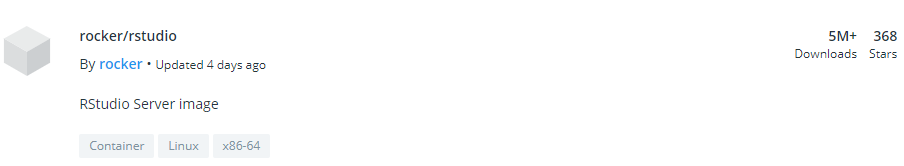 rocker/rstudio
5M+ 368
By rocker • Updated 4 days ago
Downloads Stars
RStudio Server image
Container Linux x86-64